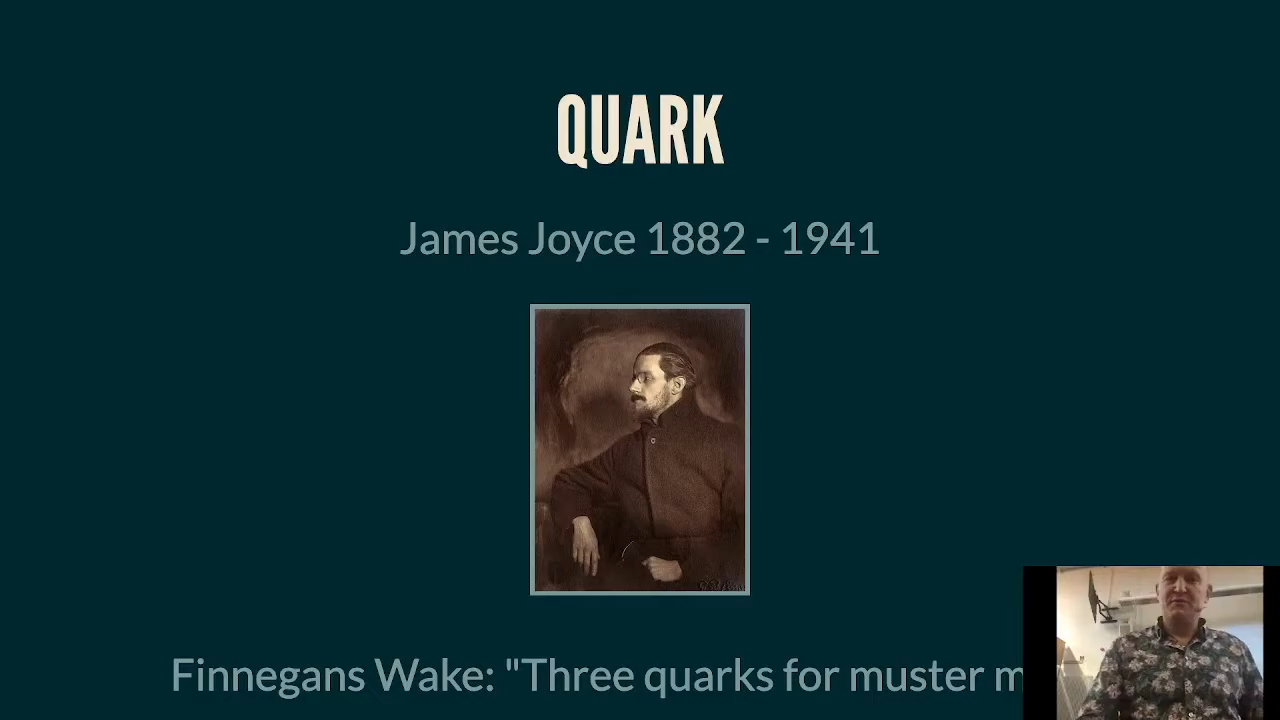 QUARK
James Joyce 1882 - 1941
Finnegans Wake: "Three quarks for muster